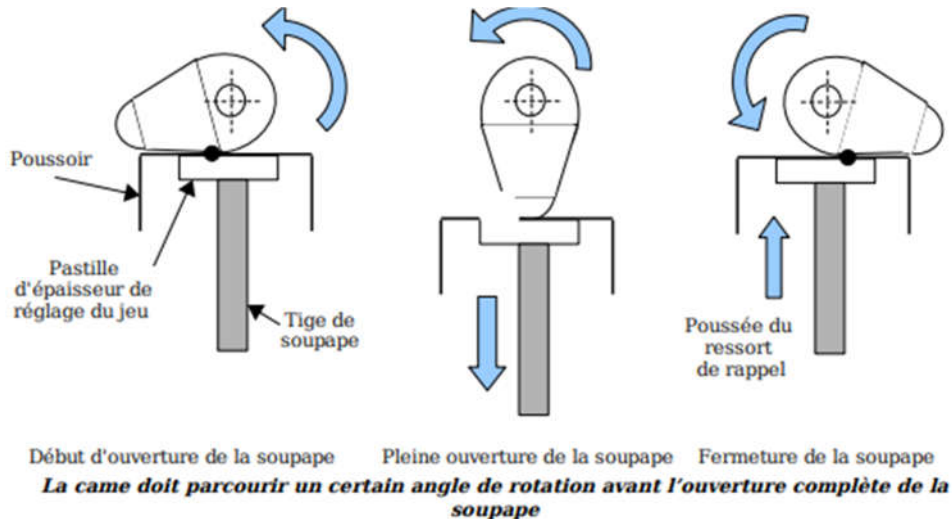 Poussoir
Pastille
d'épaisseur de
réglage du jeu
Tige de
soupape
Poussée du
ressort
de rappel
Début d'ouverture de la soupape
Pleine ouverture de la soupape
Fermeture de la soupape
La came doit parcourir un certain angle de rotation avant l'ouverture complète de la
soupape